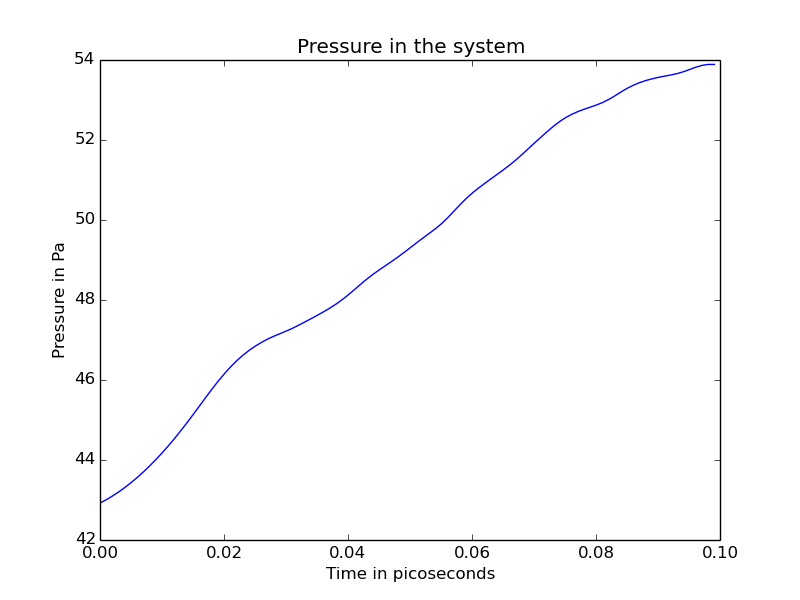 Pressure in the system
54
52
50
48
46
44
42
Pressure in Pa
0.00 0.02 0.04 0.06 0.08 0.10
Time in picoseconds